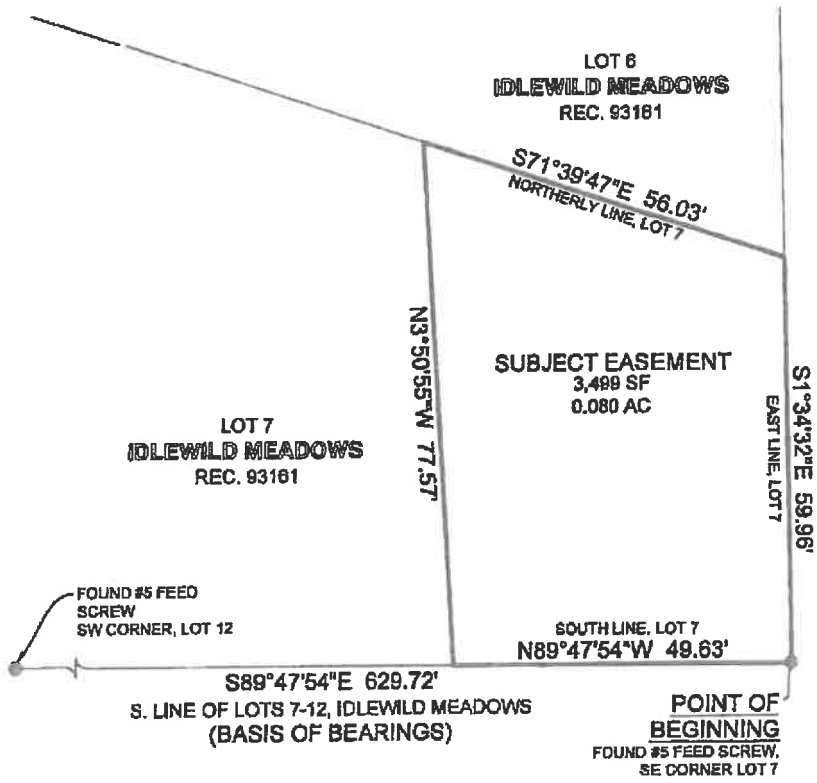 LOT 6
IDLEWILD MEADOWS
REC. 93161
S71°39'47"E 56.03'
NORTHERLY LINE, LOT 7
N3°50'55"W 77.57'
SUBJECT EASEMENT
3,499 SF
0.080 AC
S1°34'32"E 59.96'
EAST LINE, LOT 7
LOT 7
IDLEWILD MEADOWS
REC. 93161
FOUND #5 FEED
SCREW
SW CORNER, LOT 12
SOUTH LINE, LOT 7
N89°47'54"W 49.63'
S89°47'54"E 629.72'
S. LINE OF LOTS 7-12, IDLEWILD MEADOWS
(BASIS OF BEARINGS)
POINT OF
BEGINNING
FOUND #5 FEED SCREW,
SE CORNER LOT 7